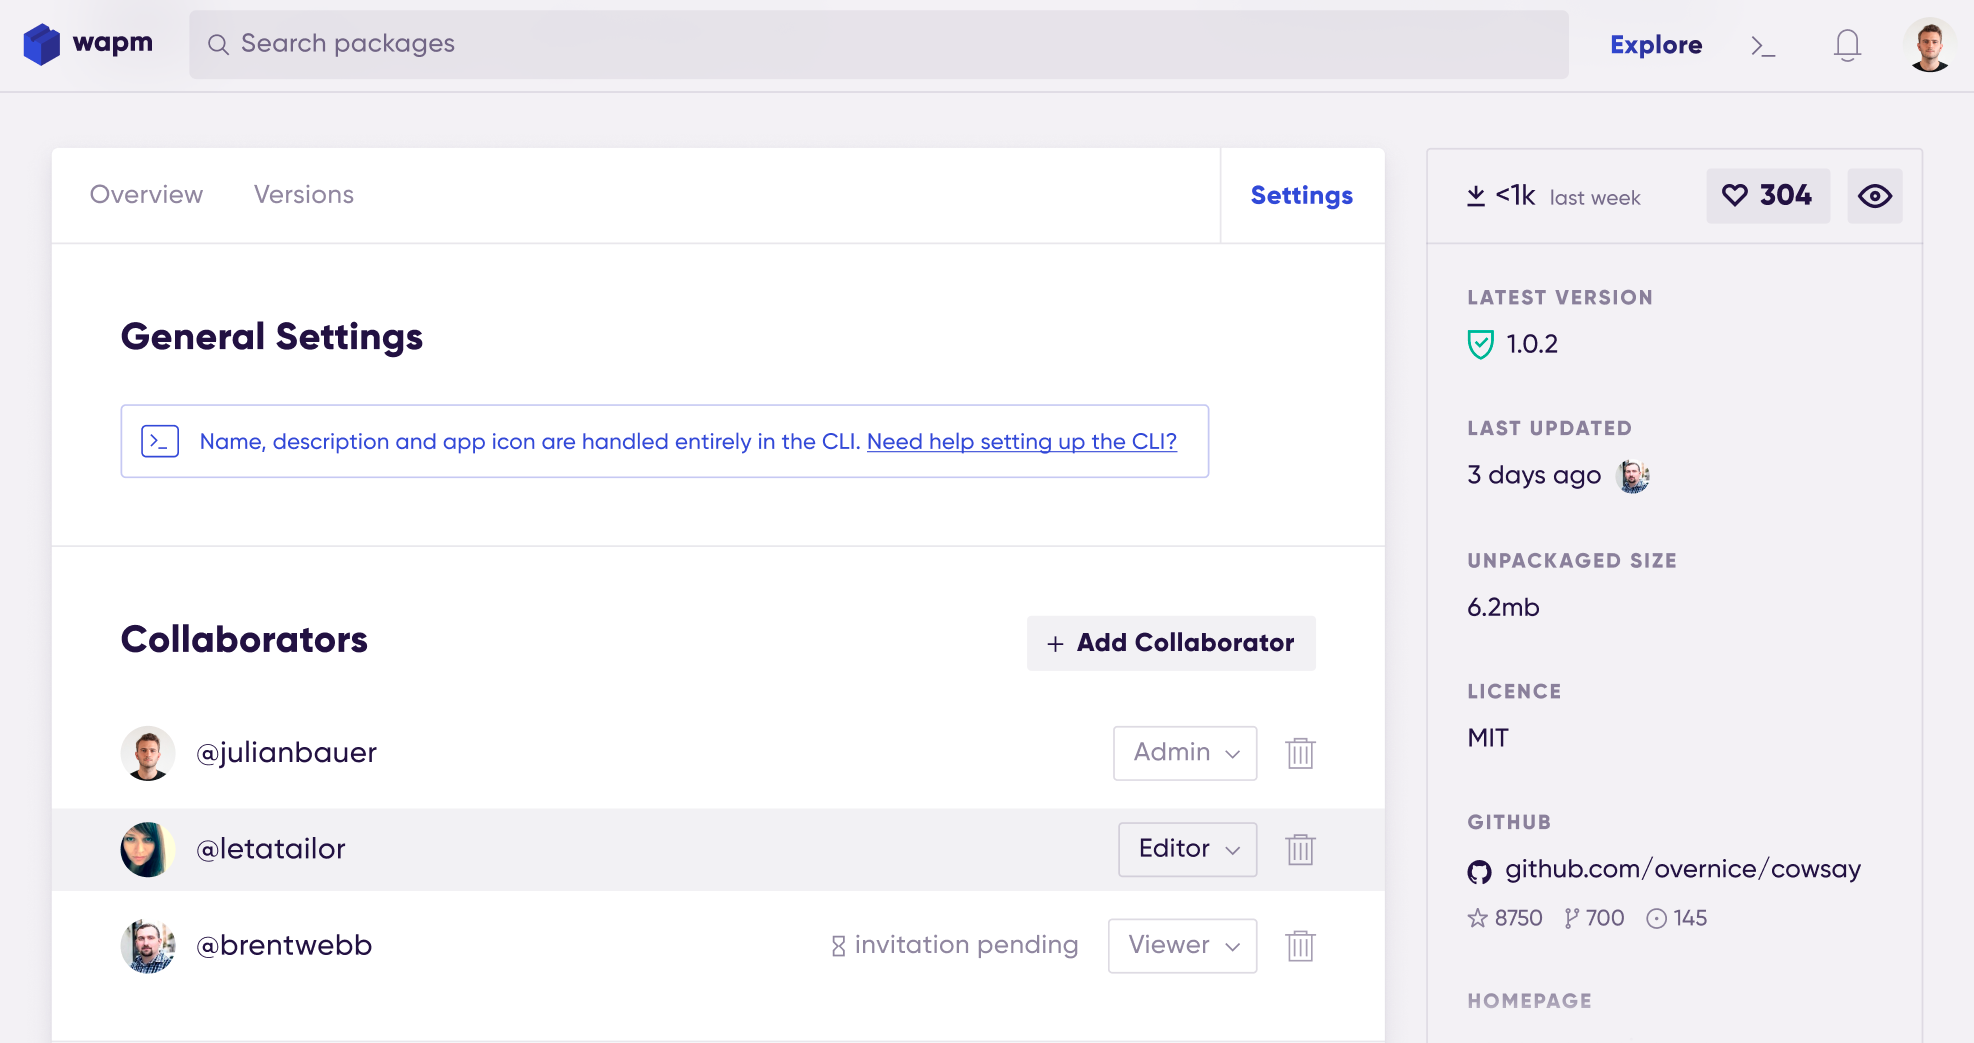 wapm
Search packages
Explore
Overview
Versions
Settings
General Settings
Name, description and app icon are handled entirely in the CLI. Need help setting up the CLI?
Collaborators
+ Add Collaborator
@julianbauer
Admin
@letatailor
Editor
@brentwebb
invitation pending
Viewer
<1k last week
304
LATEST VERSION
1.0.2
LAST UPDATED
3 days ago
UNPACKAGED SIZE
6.2mb
LICENCE
MIT
GITHUB
github.com/overnice/cowsay
8750 700 145
HOMEPAGE